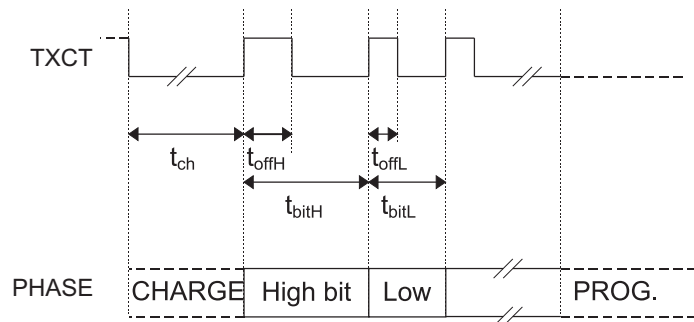 TXCT
t_ch
t_offH
t_offL
t_bitH
t_bitL
PHASE
CHARGE
High bit
Low
PROG.